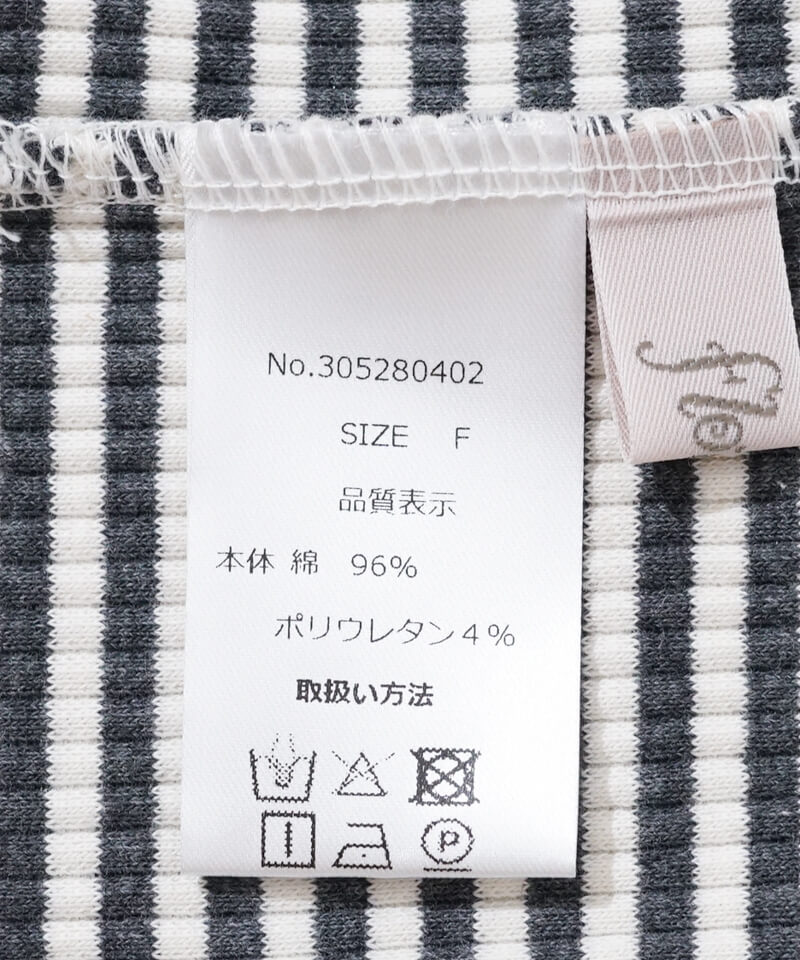 No.305280402
SIZE F
品質表示
本体 綿 96%
ポリウレタン4%
取扱い方法
P